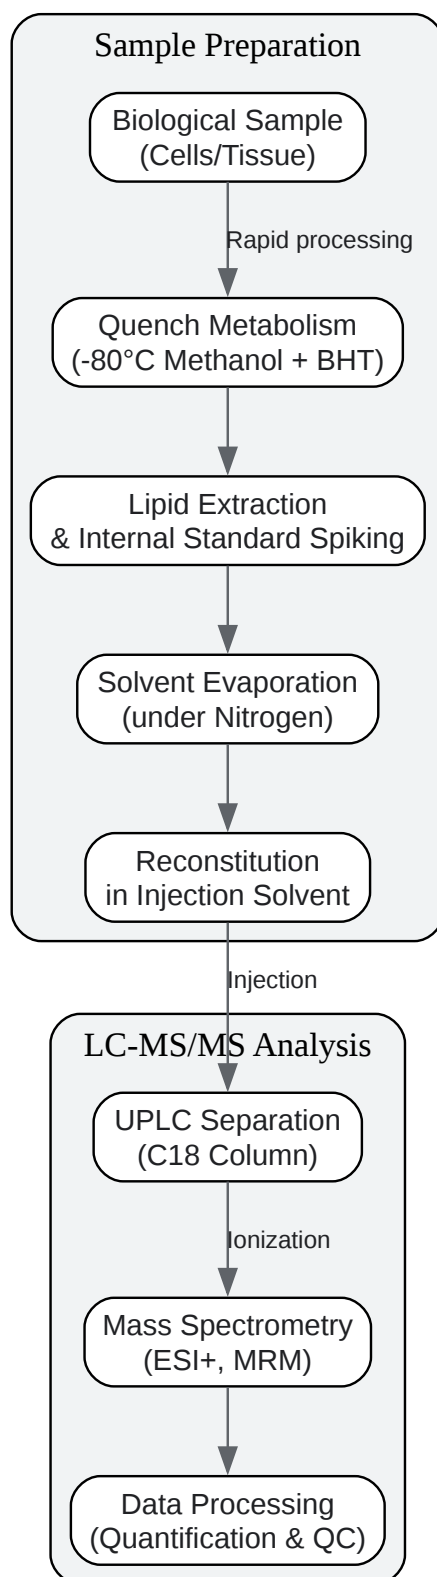 Sample Preparation
Biological Sample
(Cells/Tissue)
Rapid processing
Quench Metabolism
(-80°C Methanol + BHT)
Lipid Extraction
& Internal Standard Spiking
Solvent Evaporation
(under Nitrogen)
Reconstitution
in Injection Solvent
Injection
LC-MS/MS Analysis
UPLC Separation
(C18 Column)
Ionization
Mass Spectrometry
(ESI+, MRM)
Data Processing
(Quantification & QC)